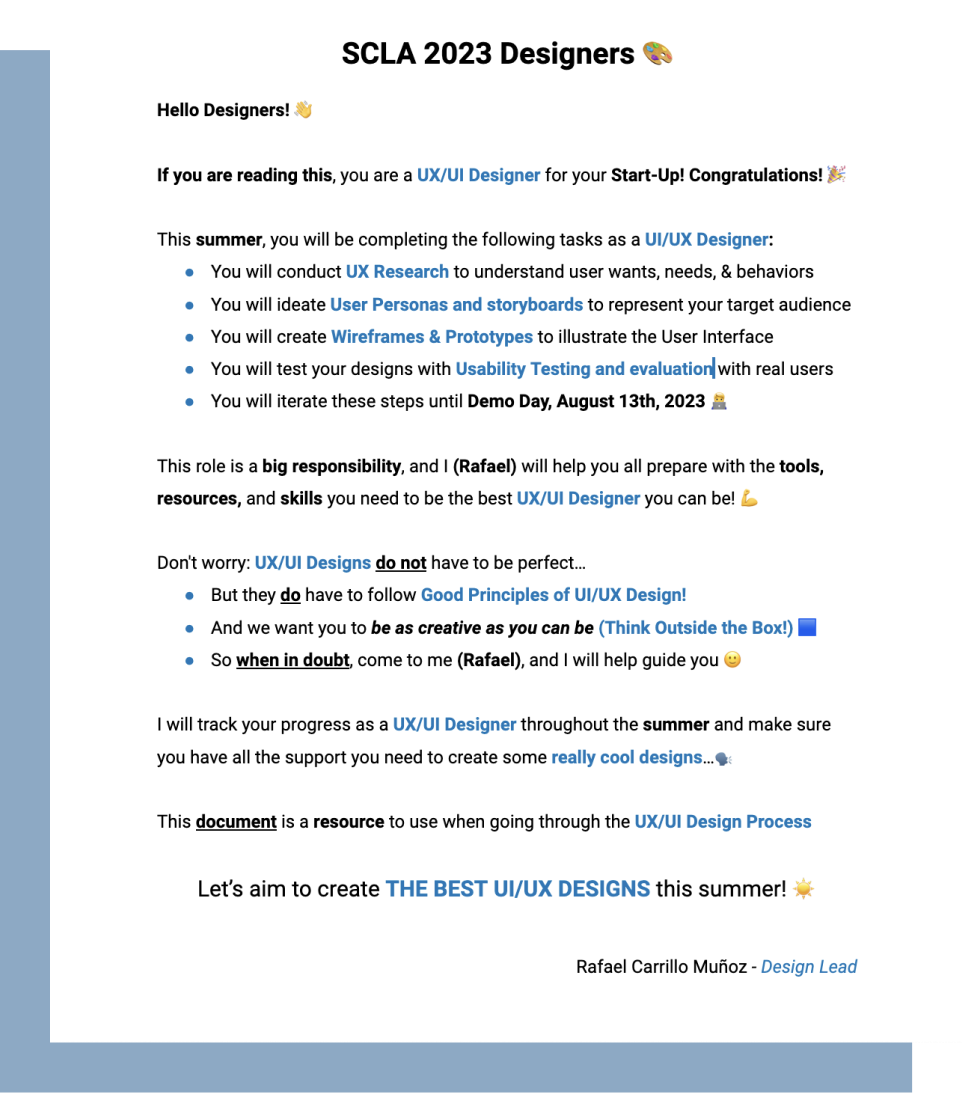 SCLA 2023 Designers 🎨
Hello Designers! 👋
If you are reading this, you are a UX/UI Designer for your Start-Up! Congratulations! 🎉
This summer, you will be completing the following tasks as a UI/UX Designer:
● You will conduct UX Research to understand user wants, needs, & behaviors
● You will ideate User Personas and storyboards to represent your target audience
● You will create Wireframes & Prototypes to illustrate the User Interface
● You will test your designs with Usability Testing and evaluation with real users
● You will iterate these steps until Demo Day, August 13th, 2023 🧑‍💻
This role is a big responsibility, and I (Rafael) will help you all prepare with the tools,
resources, and skills you need to be the best UX/UI Designer you can be! 💪
Don't worry: UX/UI Designs do not have to be perfect…
● But they do have to follow Good Principles of UI/UX Design!
● And we want you to be as creative as you can be (Think Outside the Box!) 🟦
● So when in doubt, come to me (Rafael), and I will help guide you 🙂
I will track your progress as a UX/UI Designer throughout the summer and make sure
you have all the support you need to create some really cool designs…🗣️
This document is a resource to use when going through the UX/UI Design Process
Let’s aim to create THE BEST UI/UX DESIGNS this summer! ☀️
Rafael Carrillo Muñoz - Design Lead